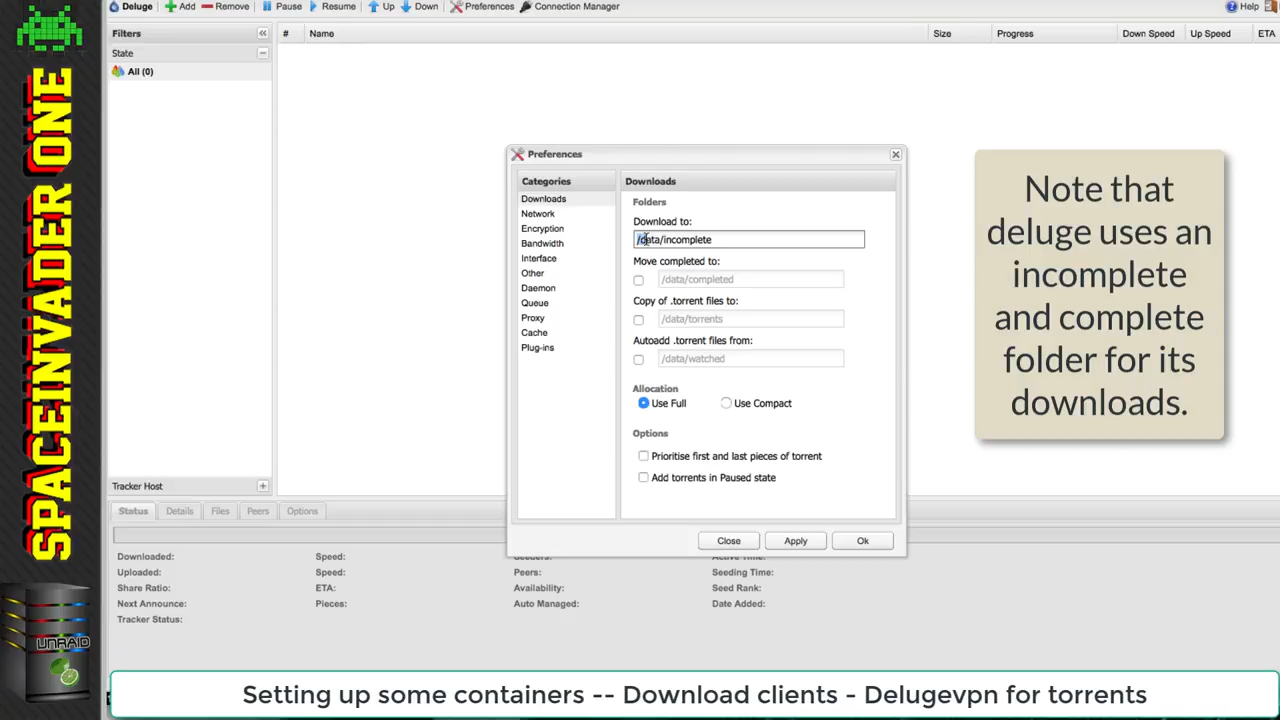 SPACEINVADER ONE
UNRAID
Deluge Add Remove Pause Resume Up Down Preferences Connection Manager Help
Filters
State
All (0)
Tracker Host
# Name Size Progress Down Speed Up Speed ETA
Preferences
Categories
Downloads
Network
Encryption
Bandwidth
Interface
Other
Daemon
Queue
Proxy
Cache
Plug-ins
Downloads
Folders
Download to:
/data/incomplete
Move completed to:
/data/completed
Copy of .torrent files to:
/data/torrents
Autoadd .torrent files from:
/data/watched
Allocation
Use Full Use Compact
Options
Prioritise first and last pieces of torrent
Add torrents in Paused state
Close Apply Ok
Note that
deluge uses an
incomplete
and complete
folder for its
downloads.
Status Details Files Peers Options
Downloaded: Speed: Seeders: Active Time:
Uploaded: Speed: Peers: Seeding Time:
Share Ratio: ETA: Availability: Seed Rank:
Next Announce: Pieces: Auto Managed: Date Added:
Tracker Status:
Setting up some containers -- Download clients - Delugevpn for torrents